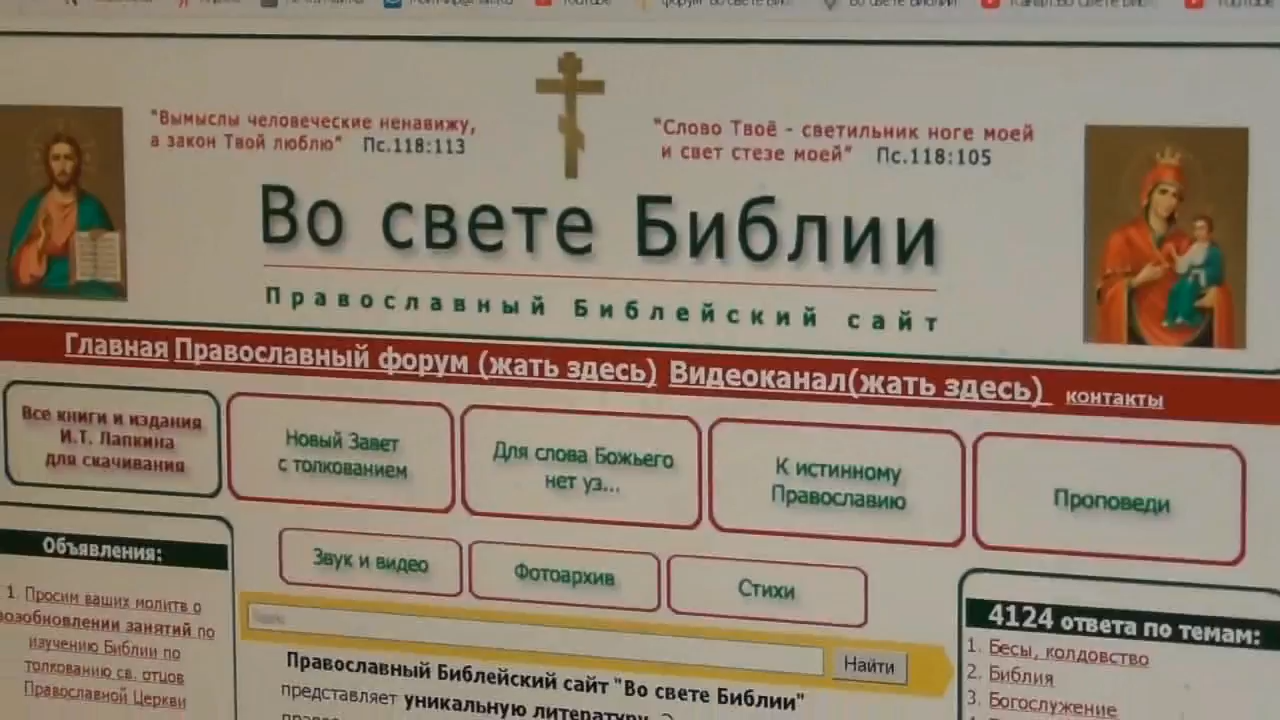 YouTube
"Вымыслы человеческие ненавижу,
а закон Твой люблю" Пс.118:113
"Слово Твоё - светильник ноге моей
и свет стезе моей" Пс.118:105
Во свете Библии
Православный Библейский сайт
Главная Православный форум (жать здесь) Видеоканал(жать здесь) контакты
Все книги и издания
И.Т. Лапкина
для скачивания
Новый Завет
с толкованием
Для слова Божьего
нет уз...
К истинному
Православию
Проповеди
Звук и видео
Фотоархив
Стихи
Объявления:
1. Просим ваших молитв о
возобновлении занятий по
изучению Библии по
толкованию св. отцов
Православной Церкви
Найти
Православный Библейский сайт "Во свете Библии"
представляет уникальную литературу.
4124 ответа по темам:
1. Бесы, колдовство
2. Библия
3. Богослужение